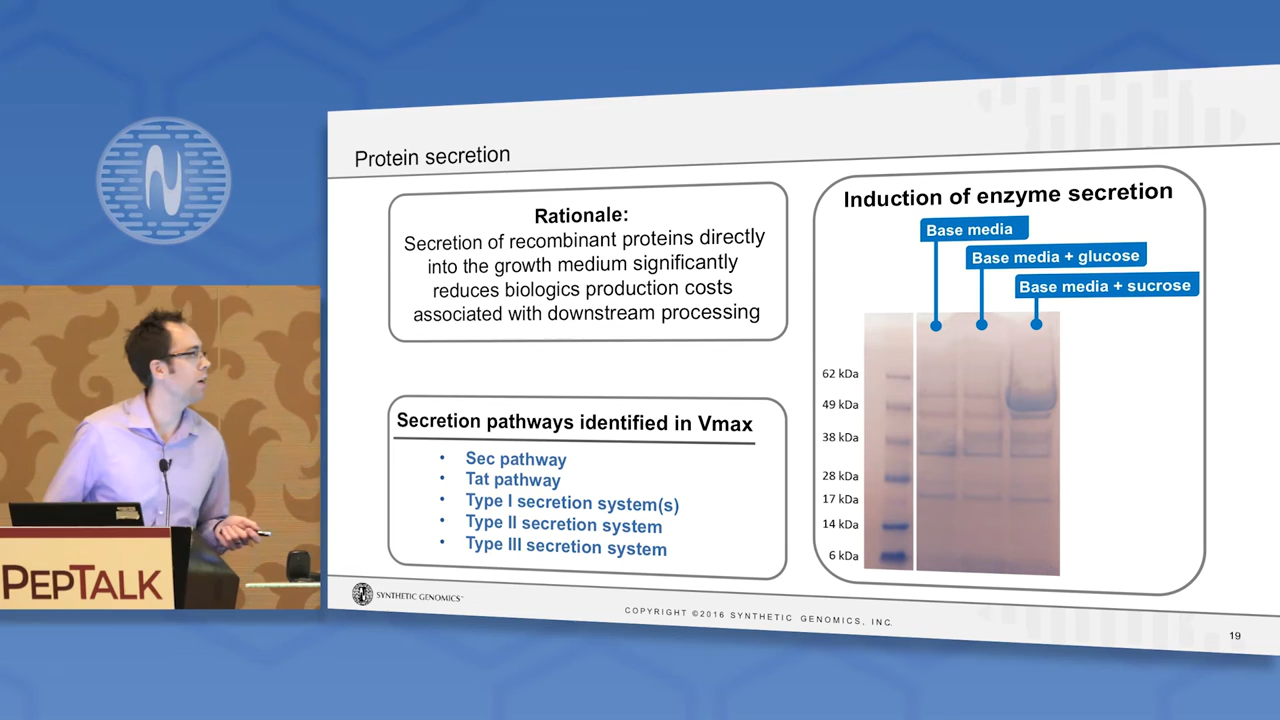 Protein secretion
Rationale:
Secretion of recombinant proteins directly
into the growth medium significantly
reduces biologics production costs
associated with downstream processing
Secretion pathways identified in Vmax
• Sec pathway
• Tat pathway
• Type I secretion system(s)
• Type II secretion system
• Type III secretion system
Induction of enzyme secretion
Base media
Base media + glucose
Base media + sucrose
62 kDa
49 kDa
38 kDa
28 kDa
17 kDa
14 kDa
6 kDa
PEPTALK
SYNTHETIC GENOMICS™
COPYRIGHT ©2016 SYNTHETIC GENOMICS, INC.
19